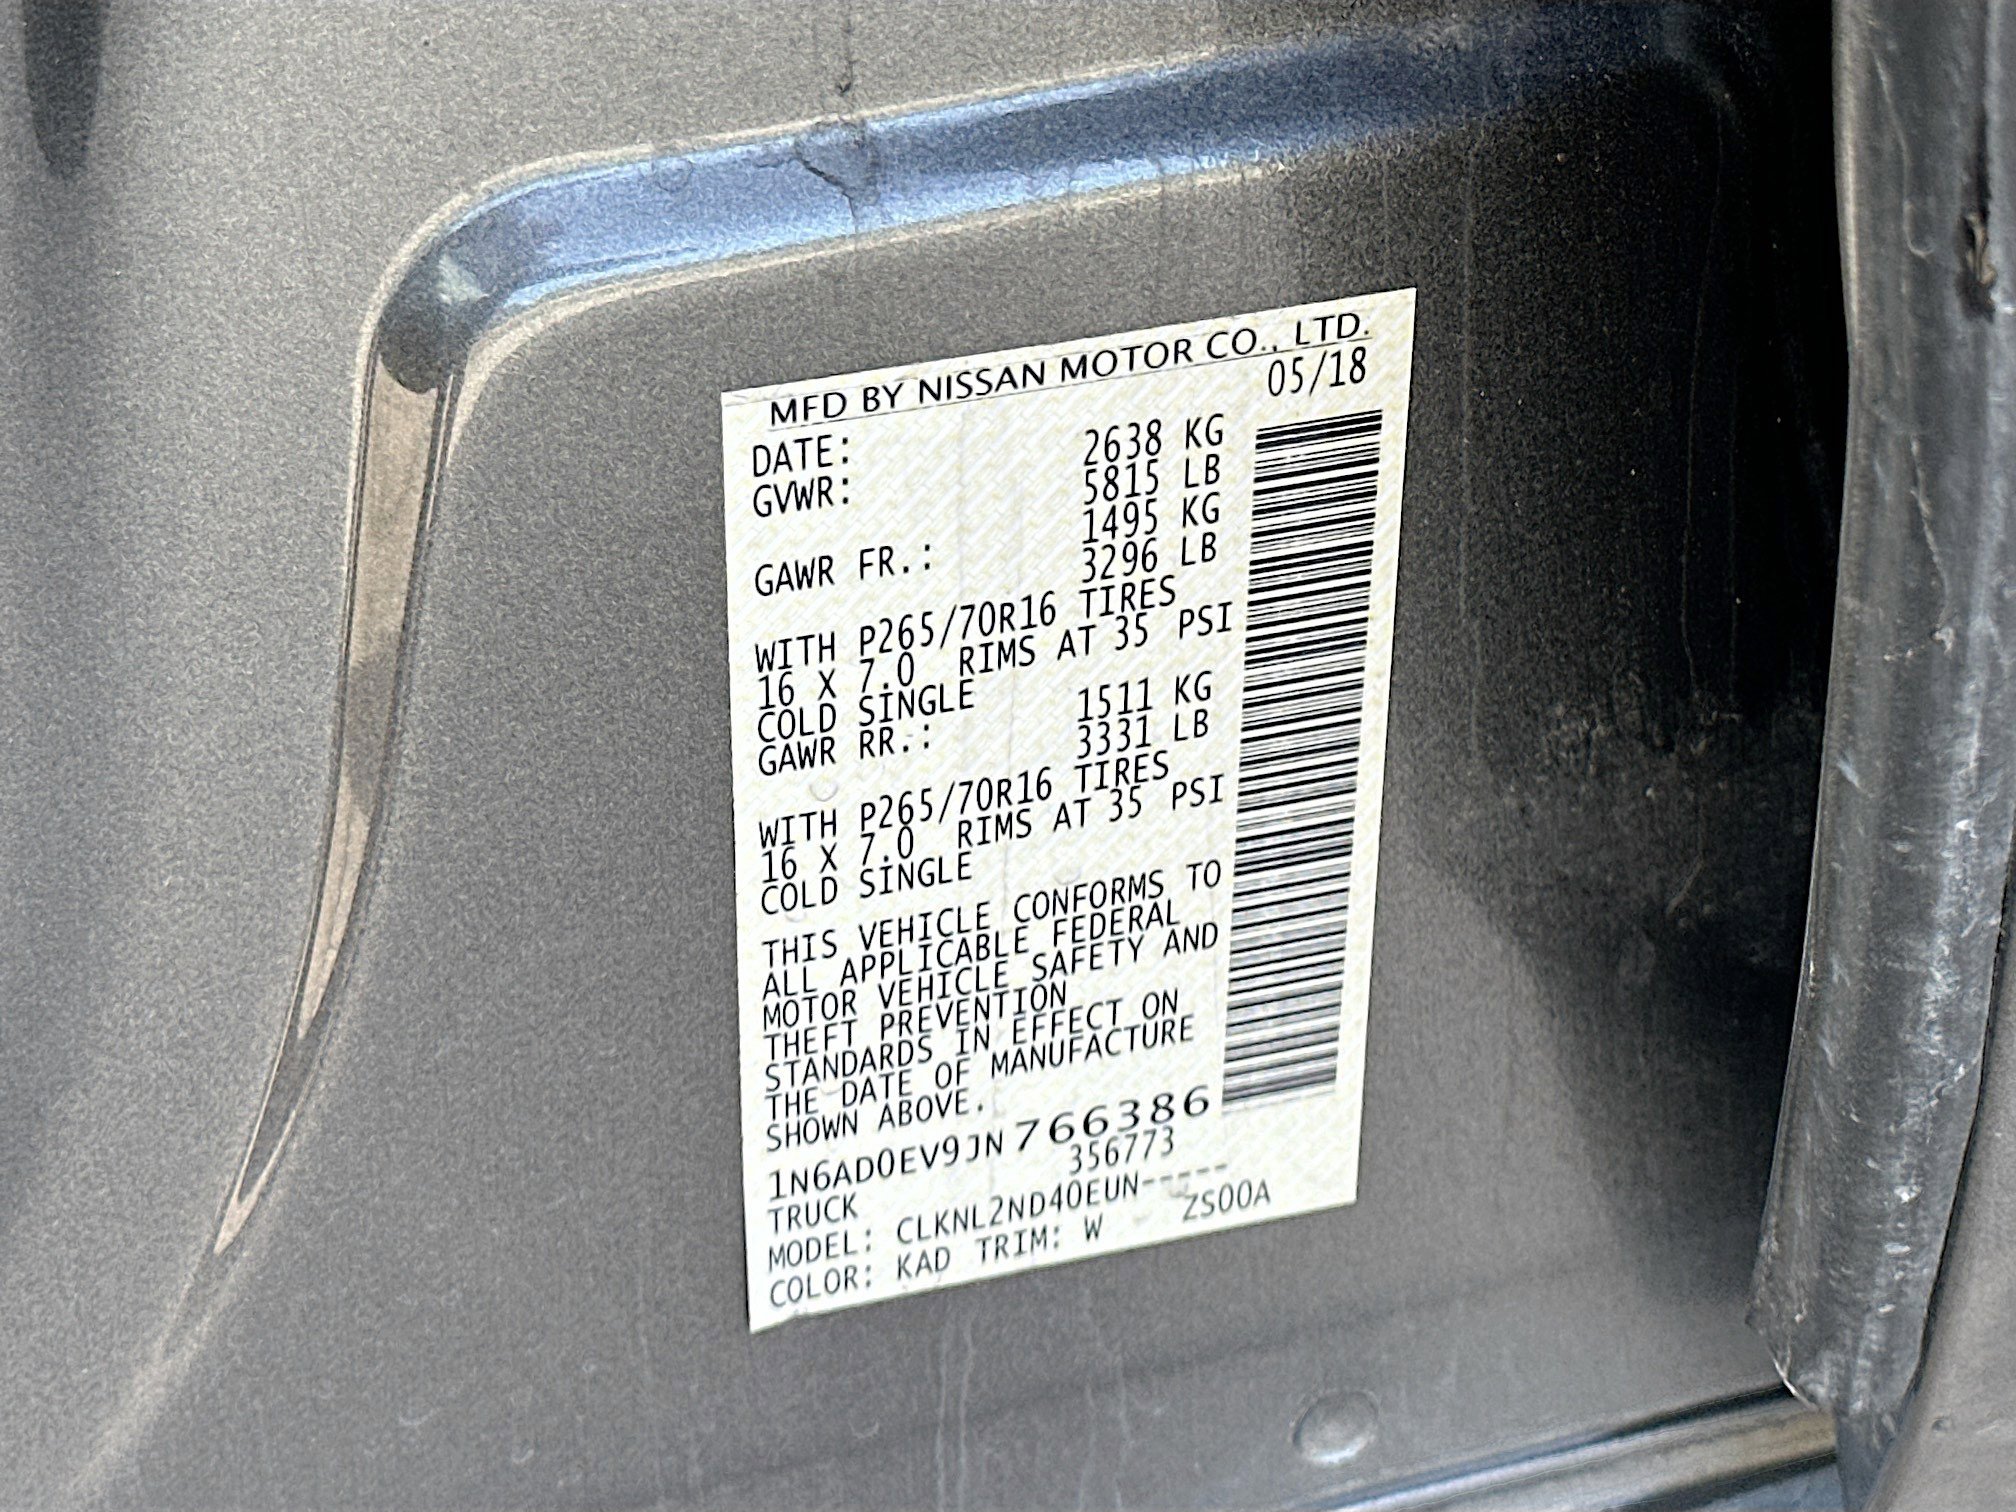 MFD BY NISSAN MOTOR CO., LTD.
DATE: 05/18
GVWR: 2638 KG
5815 LB
GAWR FR.: 1495 KG
3296 LB
WITH P265/70R16 TIRES
16 X 7.0 RIMS AT 35 PSI
COLD SINGLE
GAWR RR.: 1511 KG
3331 LB
WITH P265/70R16 TIRES
16 X 7.0 RIMS AT 35 PSI
COLD SINGLE
THIS VEHICLE CONFORMS TO
ALL APPLICABLE FEDERAL
MOTOR VEHICLE SAFETY AND
THEFT PREVENTION
STANDARDS IN EFFECT ON
THE DATE OF MANUFACTURE
SHOWN ABOVE.
1N6AD0EV9JN 766386
TRUCK 356773
MODEL: CLKNL2ND40EUN-----
COLOR: KAD TRIM: W ZS00A